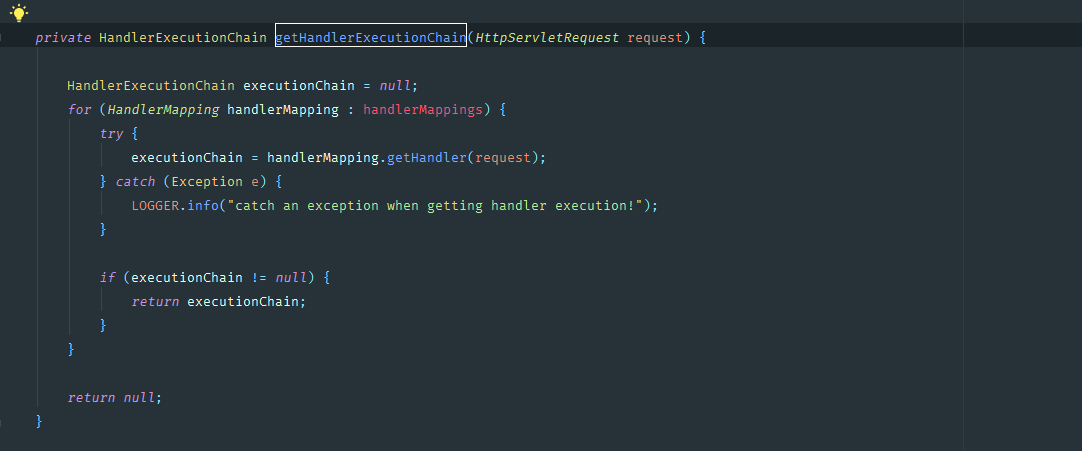 private HandlerExecutionChain getHandlerExecutionChain(HttpServletRequest request) {
HandlerExecutionChain executionChain = null;
for (HandlerMapping handlerMapping : handlerMappings) {
try {
executionChain = handlerMapping.getHandler(request);
} catch (Exception e) {
LOGGER.info("catch an exception when getting handler execution!");
}
if (executionChain != null) {
return executionChain;
}
}
return null;
}